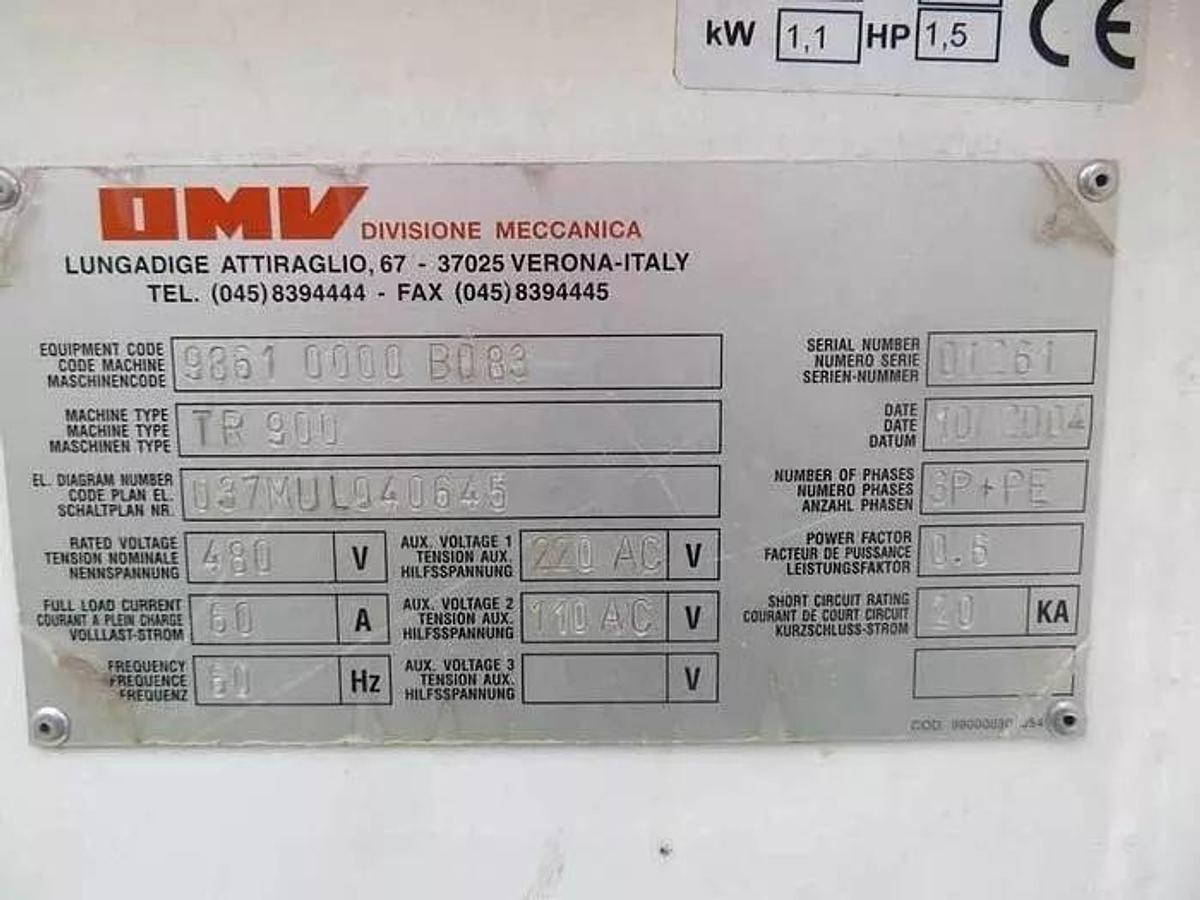 kW 1,1 HP 1,5 CE
OMV DIVISIONE MECCANICA
LUNGADIGE ATTIRAGLIO, 67 - 37025 VERONA-ITALY
TEL. (045) 8394444 - FAX (045) 8394445
EQUIPMENT CODE
CODE MACHINE
MASCHINENCODE
9861 0000 B083
SERIAL NUMBER
NUMERO SERIE
SERIEN-NUMMER
MACHINE TYPE
MACHINE TYPE
MASCHINEN TYPE
TR 900
DATE
DATE
DATUM
10/2004
EL. DIAGRAM NUMBER
CODE PLAN EL.
SCHALTPLAN NR.
037MUL940645
NUMBER OF PHASES
NUMERO PHASES
ANZAHL PHASEN
3P+PE
RATED VOLTAGE
TENSION NOMINALE
NENNSPANNUNG
480 V
AUX. VOLTAGE 1
TENSION AUX.
HILFSSPANNUNG
220 AC V
POWER FACTOR
FACTEUR DE PUISSANCE
LEISTUNGSFAKTOR
0.6
FULL LOAD CURRENT
COURANT A PLEIN CHARGE
VOLLLAST-STROM
60 A
AUX. VOLTAGE 2
TENSION AUX.
HILFSSPANNUNG
110 AC V
SHORT CIRCUIT RATING
COURANT DE COURT CIRCUIT
KURZSCHLUSS-STROM
20 KA
FREQUENCY
FREQUENCE
FREQUENZ
60 Hz
AUX. VOLTAGE 3
TENSION AUX.
HILFSSPANNUNG
V
COD.